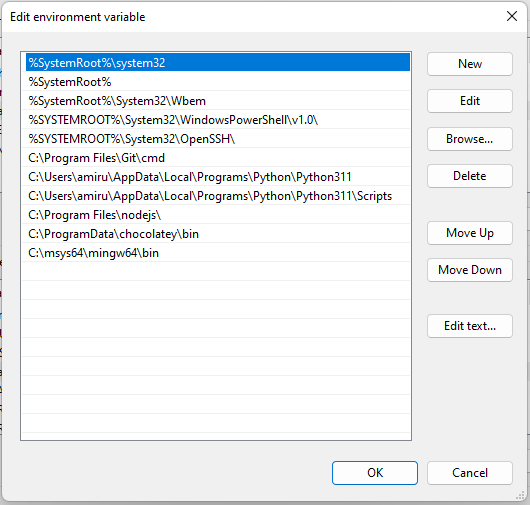 Edit environment variable
%SystemRoot%\system32
%SystemRoot%
%SystemRoot%\System32\Wbem
%SYSTEMROOT%\System32\WindowsPowerShell\v1.0\
%SYSTEMROOT%\System32\OpenSSH\
C:\Program Files\Git\cmd
C:\Users\amiru\AppData\Local\Programs\Python\Python311
C:\Users\amiru\AppData\Local\Programs\Python\Python311\Scripts
C:\Program Files\nodejs\
C:\ProgramData\chocolatey\bin
C:\msys64\mingw64\bin
New
Edit
Browse...
Delete
Move Up
Move Down
Edit text...
OK
Cancel